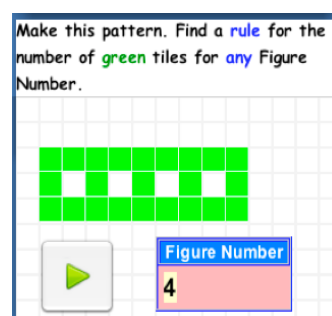 Make this pattern. Find a rule for the
number of green tiles for any Figure
Number.
Figure Number
4